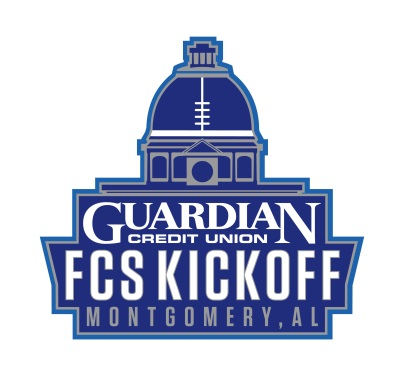 GUARDIAN
CREDIT UNION
FCS KICKOFF
MONTGOMERY, AL